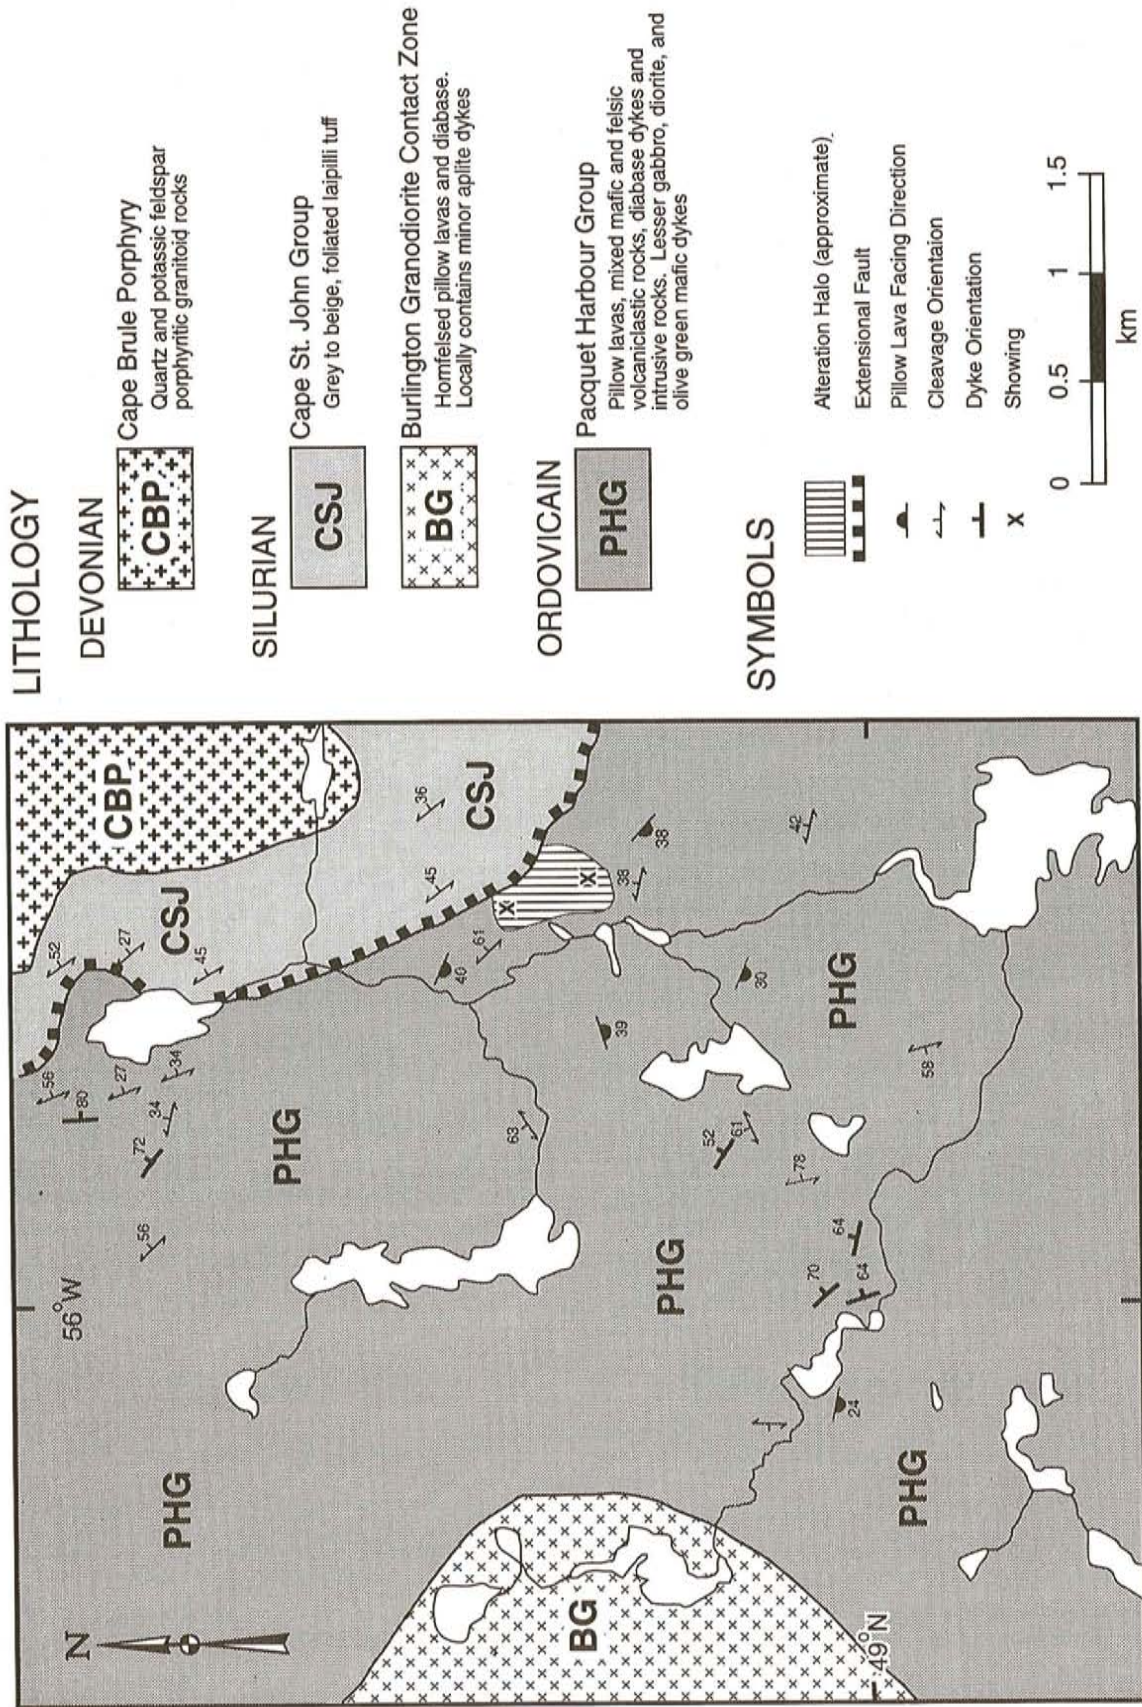 LITHOLOGY
DEVONIAN
CBP
Cape Brule Porphyry
Quartz and potassic feldspar
porphyritic granitoid rocks
SILURIAN
CSJ
Cape St. John Group
Grey to beige, foliated laipilli tuff
BG
Burlington Granodiorite Contact Zone
Hornfelsed pillow lavas and diabase.
Locally contains minor aplite dykes
ORDOVICAIN
PHG
Pacquet Harbour Group
Pillow lavas, mixed mafic and felsic
volcaniclastic rocks, diabase dykes and
intrusive rocks. Lesser gabbro, diorite, and
olive green mafic dykes
SYMBOLS
Alteration Halo (approximate)
Extensional Fault
Pillow Lava Facing Direction
Cleavage Orientaion
Dyke Orientation
x
Showing
0
0.5
1
1.5
km
N
56°W
49°N
CBP
CSJ
CSJ
PHG
PHG
PHG
PHG
PHG
BG
x
x
52
27
45
56
80
27
34
34
72
56
36
45
61
40
39
38
38
42
30
63
52
61
78
58
64
70
64
24